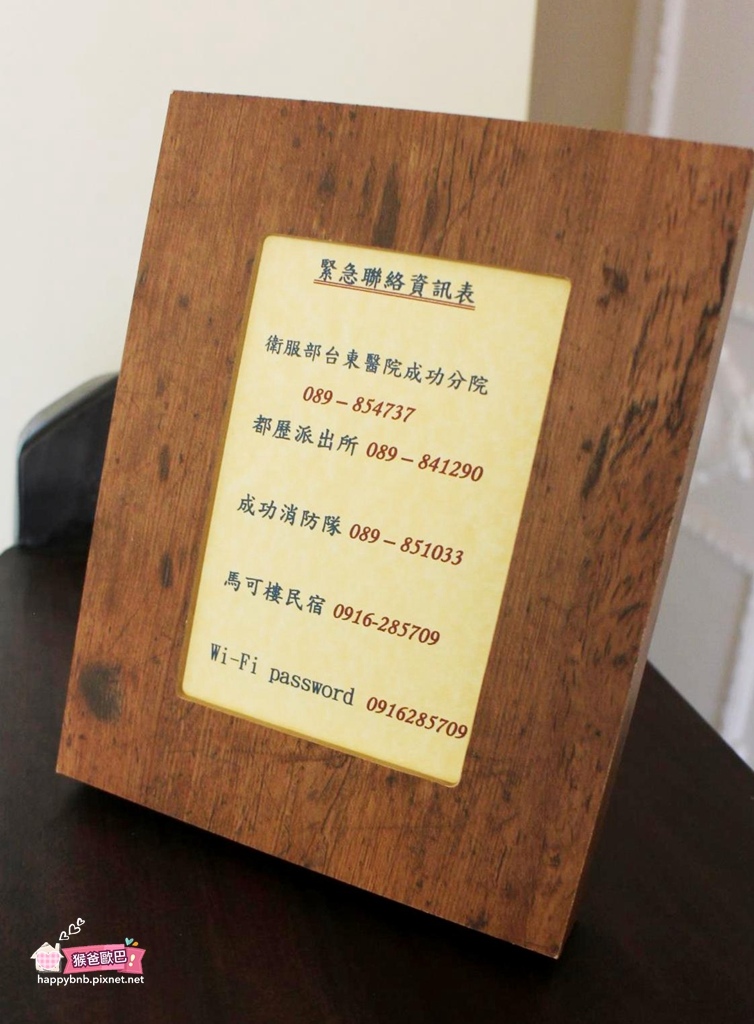 緊急聯絡資訊表
衛服部台東醫院成功分院
089－854737
都歷派出所 089－841290
成功消防隊 089－851033
馬可樓民宿 0916-285709
Wi-Fi password 0916285709
猴爸歐巴!
happybnb.pixnet.net